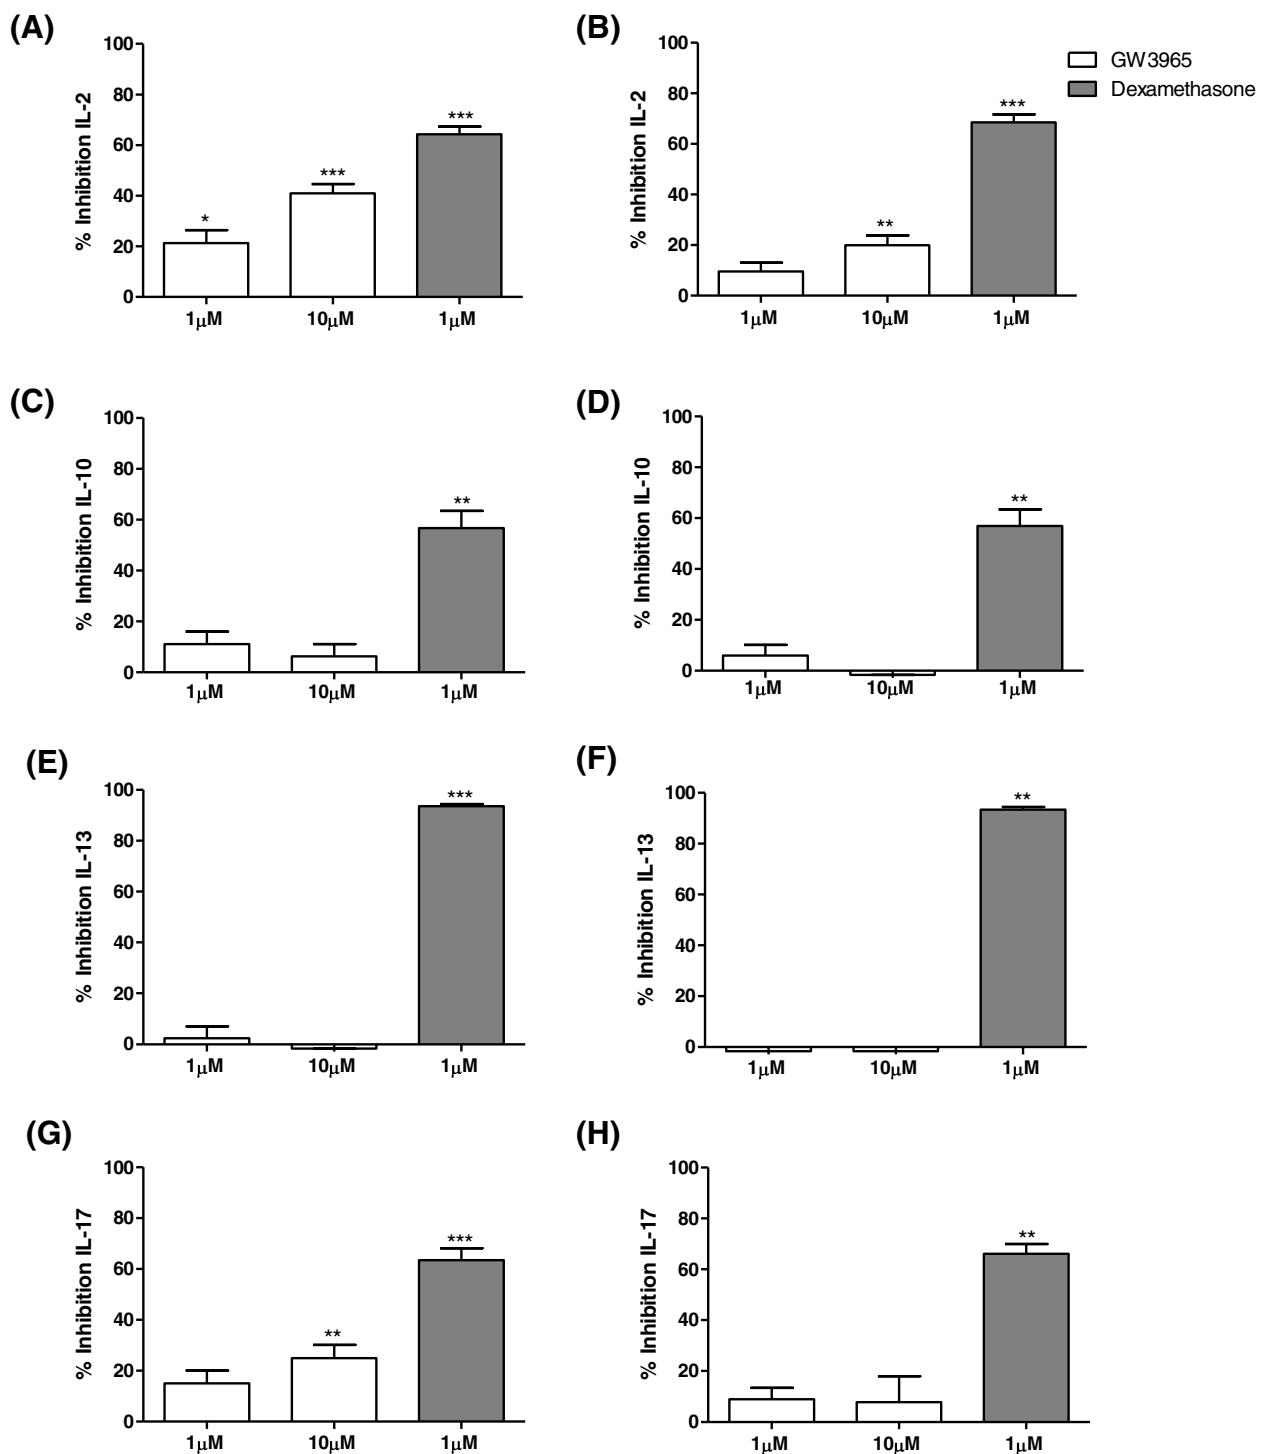 (A)
% Inhibition IL-2
100
80
60
40
20
0
*
***
***
1μM
10μM
1μM
(B)
% Inhibition IL-2
100
80
60
40
20
0
**
***
1μM
10μM
1μM
GW3965
Dexamethasone
(C)
% Inhibition IL-10
100
80
60
40
20
0
**
1μM
10μM
1μM
(D)
% Inhibition IL-10
100
80
60
40
20
0
**
1μM
10μM
1μM
(E)
% Inhibition IL-13
100
80
60
40
20
0
***
1μM
10μM
1μM
(F)
% Inhibition IL-13
100
80
60
40
20
0
**
1μM
10μM
1μM
(G)
% Inhibition IL-17
100
80
60
40
20
0
**
***
1μM
10μM
1μM
(H)
% Inhibition IL-17
100
80
60
40
20
0
**
1μM
10μM
1μM